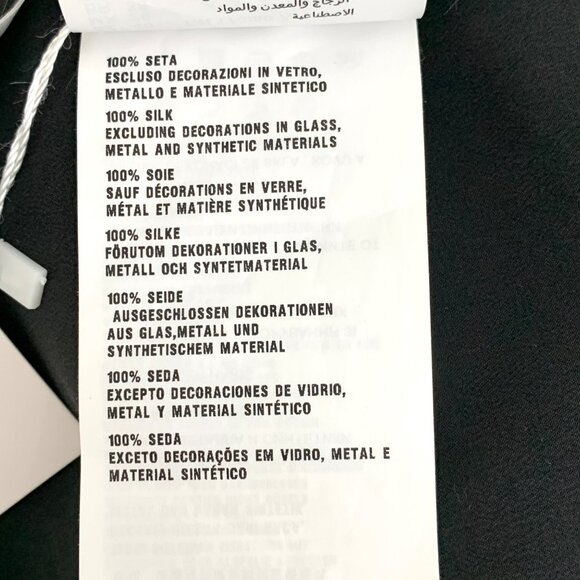 الزجاج والمعدن والمواد
الاصطناعية
100% SETA
ESCLUSO DECORAZIONI IN VETRO,
METALLO E MATERIALE SINTETICO
100% SILK
EXCLUDING DECORATIONS IN GLASS,
METAL AND SYNTHETIC MATERIALS
100% SOIE
SAUF DÉCORATIONS EN VERRE,
MÉTAL ET MATIÈRE SYNTHÉTIQUE
100% SILKE
FÖRUTOM DEKORATIONER I GLAS,
METALL OCH SYNTETMATERIAL
100% SEIDE
AUSGESCHLOSSEN DEKORATIONEN
AUS GLAS,METALL UND
SYNTHETISCHEM MATERIAL
100% SEDA
EXCEPTO DECORACIONES DE VIDRIO,
METAL Y MATERIAL SINTÉTICO
100% SEDA
EXCETO DECORAÇÕES EM VIDRO, METAL E
MATERIAL SINTÉTICO